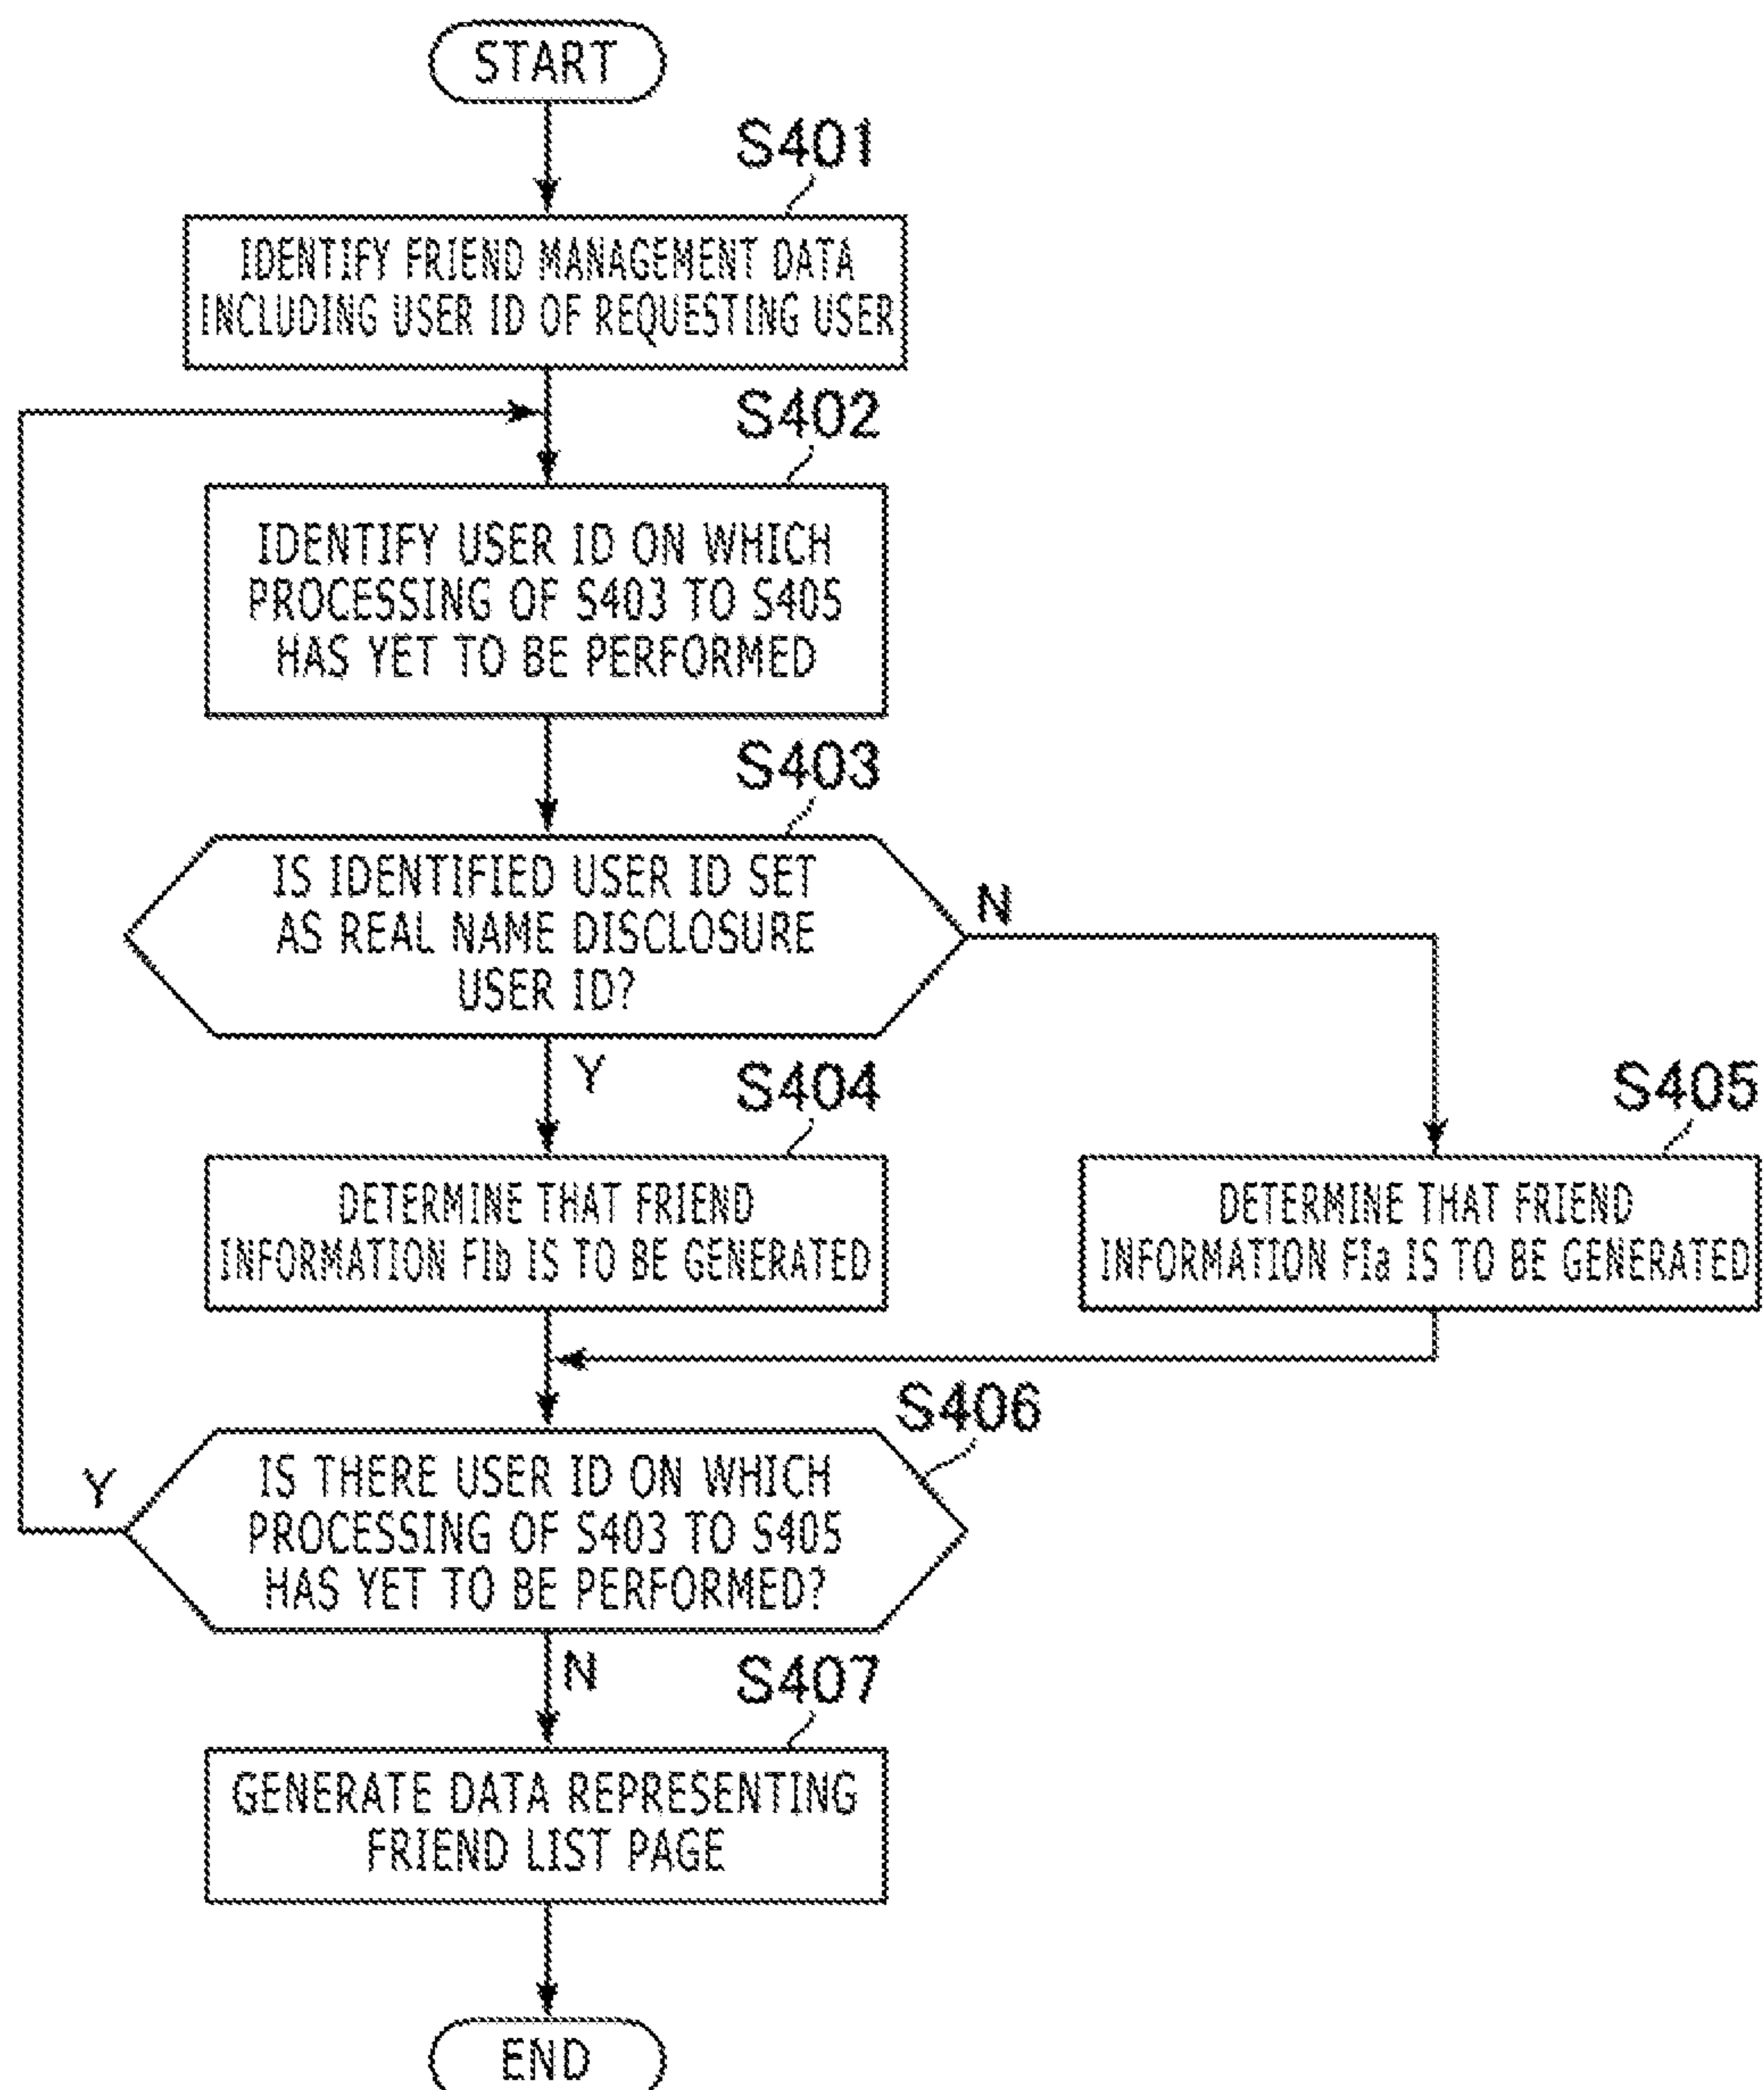 START
S401
IDENTIFY FRIEND MANAGEMENT DATA
INCLUDING USER ID OF REQUESTING USER
S402
IDENTIFY USER ID ON WHICH
PROCESSING OF S403 TO S405
HAS YET TO BE PERFORMED
S403
IS IDENTIFIED USER ID SET
AS REAL NAME DISCLOSURE
USER ID?
N
Y
S404
S405
DETERMINE THAT FRIEND
INFORMATION FIb IS TO BE GENERATED
DETERMINE THAT FRIEND
INFORMATION FIa IS TO BE GENERATED
S406
Y
IS THERE USER ID ON WHICH
PROCESSING OF S403 TO S405
HAS YET TO BE PERFORMED?
N
S407
GENERATE DATA REPRESENTING
FRIEND LIST PAGE
END